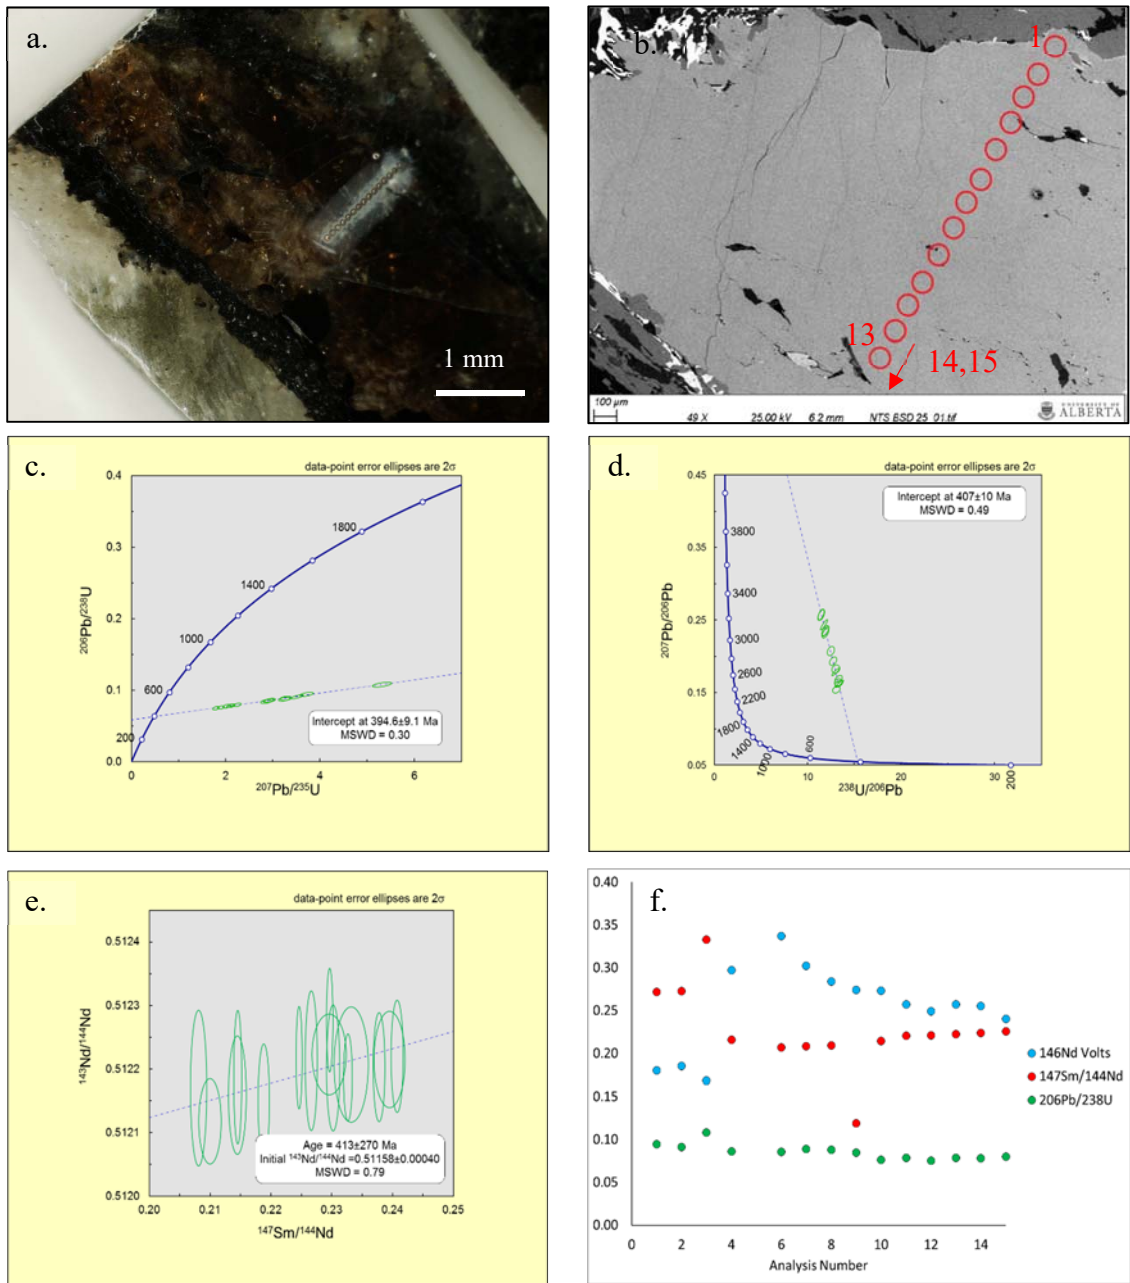 a.
1 mm
b.
1
13
14,15
100 µm
49 X 25.00 kV 6.2 mm NTS BSD 25_01.tif
UNIVERSITY OF
ALBERTA
c.
data-point error ellipses are 2σ
0.4
0.3
0.2
0.1
0.0
206Pb/238U
200
600
1000
1400
1800
Intercept at 394.6±9.1 Ma
MSWD = 0.30
0
2
4
6
207Pb/235U
d.
data-point error ellipses are 2σ
0.45
0.35
0.25
0.15
0.05
207Pb/206Pb
Intercept at 407±10 Ma
MSWD = 0.49
3800
3400
3000
2600
2200
1800
1400
1000
600
200
0
10
20
30
238U/206Pb
e.
data-point error ellipses are 2σ
0.5124
0.5123
0.5122
0.5121
0.5120
143Nd/144Nd
Age = 413±270 Ma
Initial 143Nd/144Nd =0.51158±0.00040
MSWD = 0.79
0.20
0.21
0.22
0.23
0.24
0.25
147Sm/144Nd
f.
0.40
0.35
0.30
0.25
0.20
0.15
0.10
0.05
0.00
146Nd Volts
147Sm/144Nd
206Pb/238U
0
2
4
6
8
10
12
14
Analysis Number